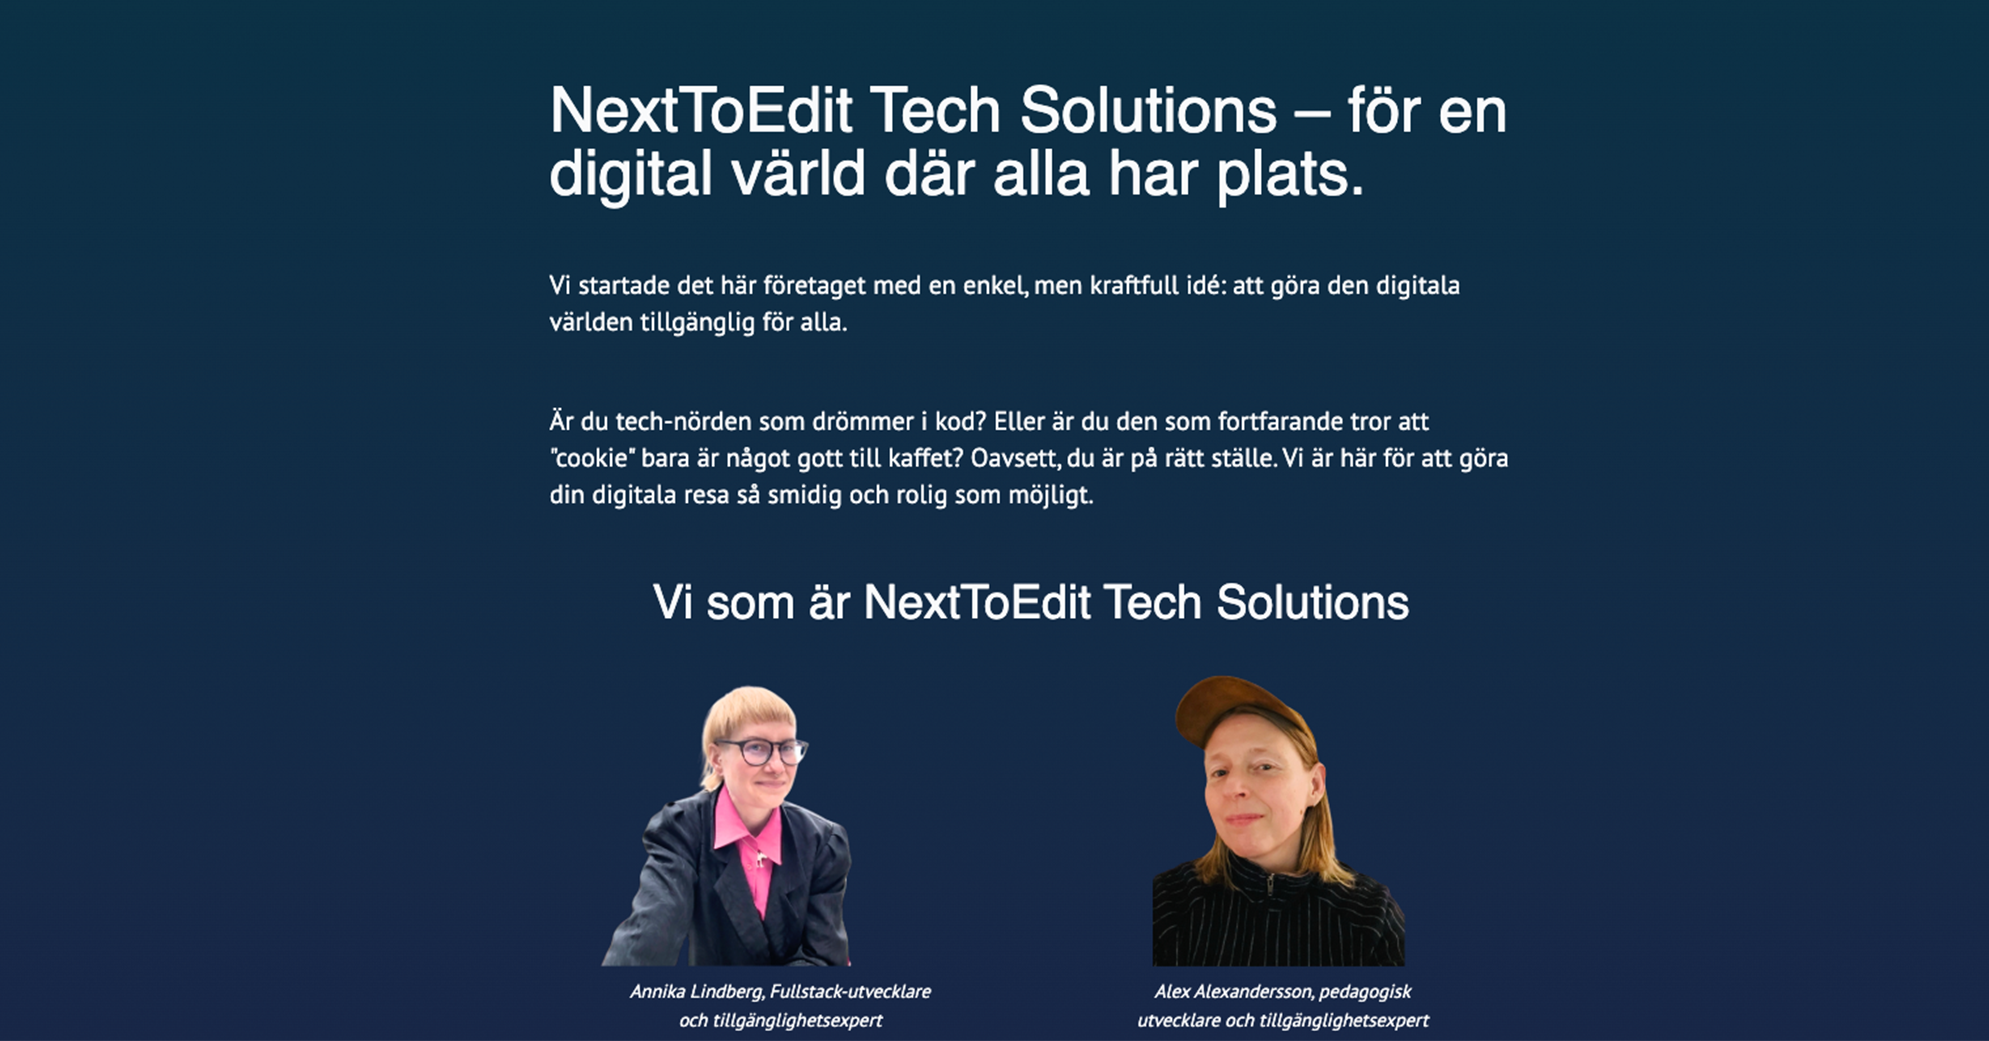 NextToEdit Tech Solutions – för en
digital värld där alla har plats.
Vi startade det här företaget med en enkel, men kraftfull idé: att göra den digitala
världen tillgänglig för alla.
Är du tech-nörden som drömmer i kod? Eller är du den som fortfarande tror att
"cookie" bara är något gott till kaffet? Oavsett, du är på rätt ställe. Vi är här för att göra
din digitala resa så smidig och rolig som möjligt.
Vi som är NextToEdit Tech Solutions
Annika Lindberg, Fullstack-utvecklare
och tillgänglighetsexpert
Alex Alexandersson, pedagogisk
utvecklare och tillgänglighetsexpert